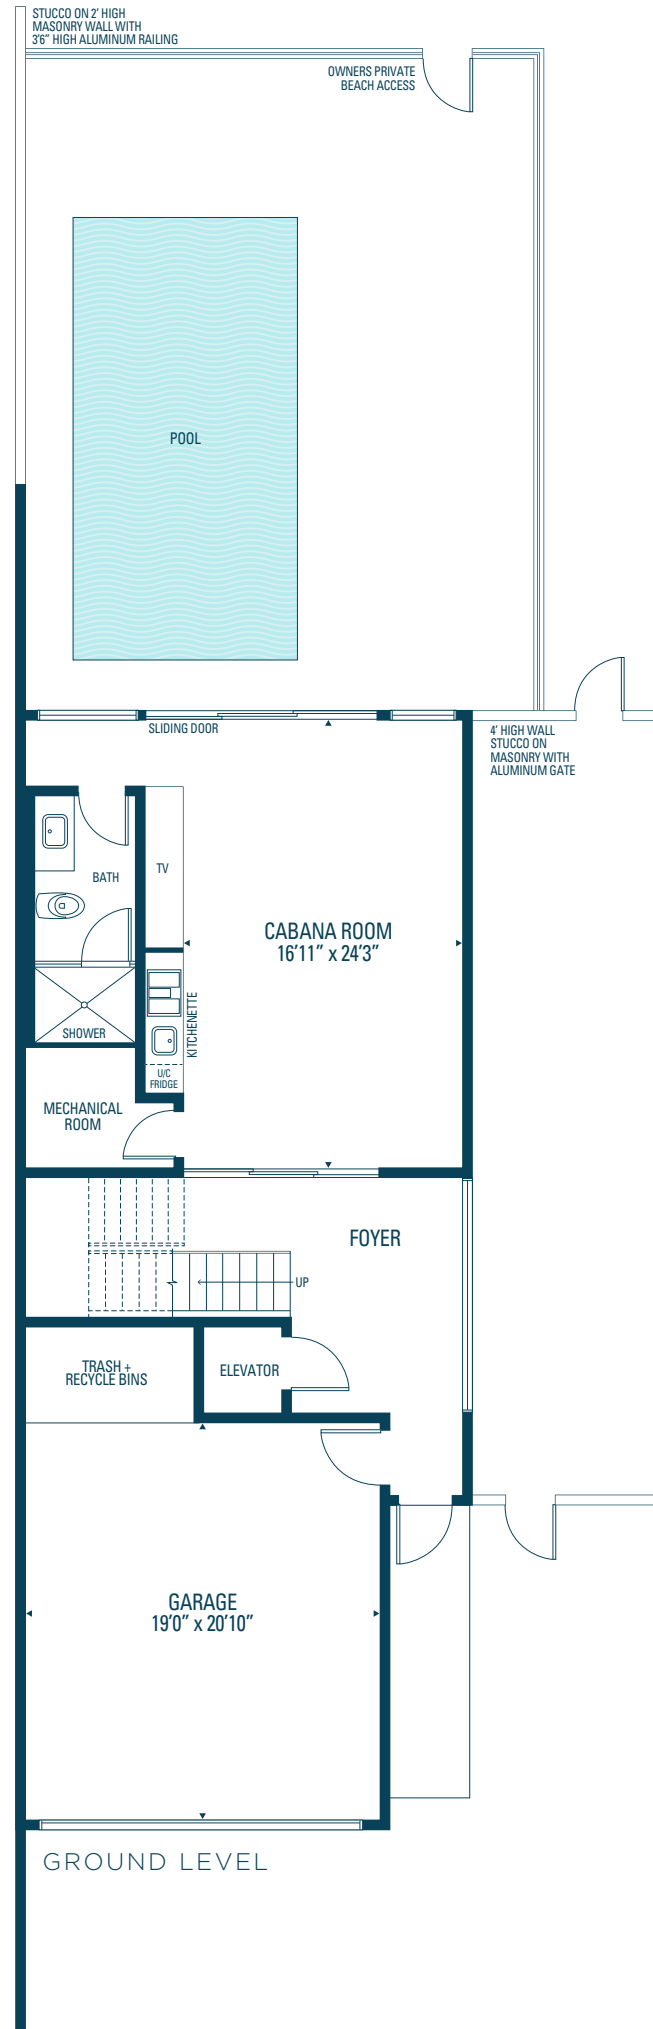 STUCCO ON 2' HIGH
MASONRY WALL WITH
3'6" HIGH ALUMINUM RAILING
OWNERS PRIVATE
BEACH ACCESS
POOL
SLIDING DOOR
4' HIGH WALL
STUCCO ON
MASONRY WITH
ALUMINUM GATE
TV
BATH
CABANA ROOM
16'11" x 24'3"
KITCHENETTE
SHOWER
U/C
FRIDGE
MECHANICAL
ROOM
FOYER
UP
TRASH +
RECYCLE BINS
ELEVATOR
GARAGE
19'0" x 20'10"
GROUND LEVEL